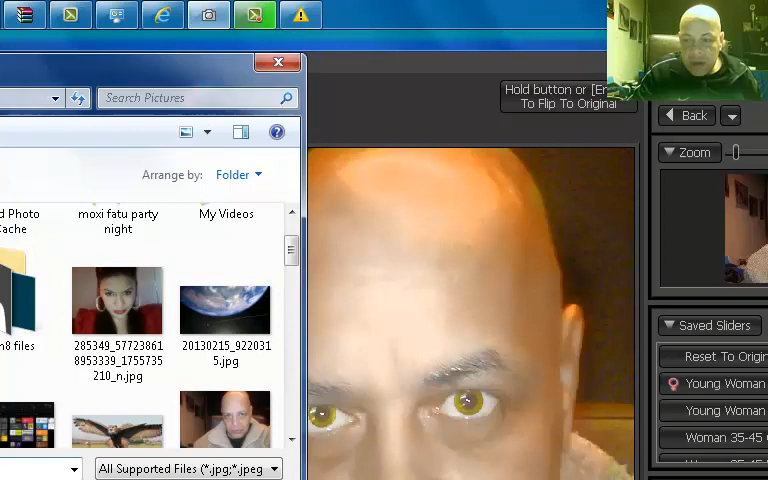 Search Pictures
Hold button or [En
To Flip To Original
Back
Arrange by:
Folder
Zoom
d Photo
Cache
moxi fatu party
night
My Videos
n8 files
285349_57723861
8953339_1755735
210_n.jpg
20130215_922031
5.jpg
Saved Sliders
Reset To Origin
Young Woman
Young Woman
Woman 35-45
All Supported Files (*.jpg;*.jpeg